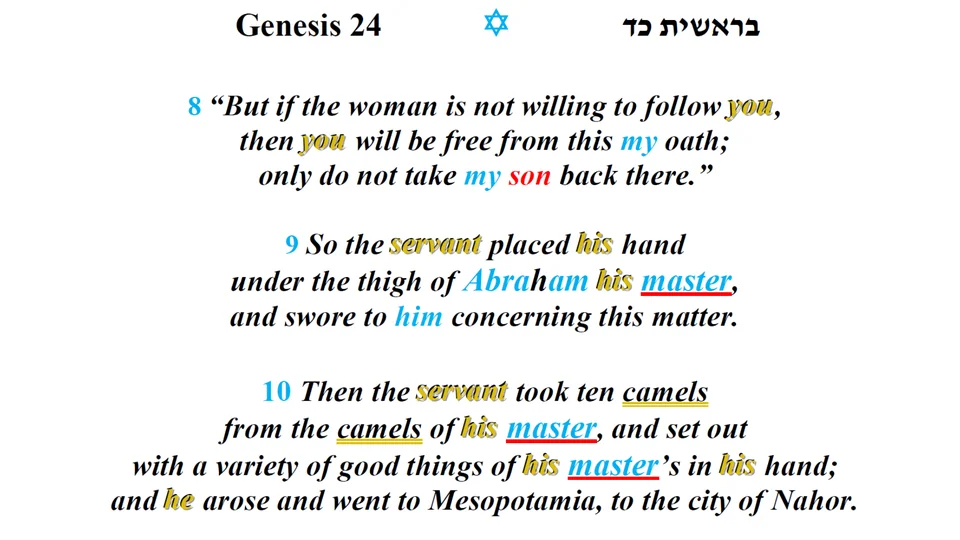 Genesis 24 ✡ בראשית כד
8 “But if the woman is not willing to follow you,
then you will be free from this my oath;
only do not take my son back there.”
9 So the servant placed his hand
under the thigh of Abraham his master,
and swore to him concerning this matter.
10 Then the servant took ten camels
from the camels of his master, and set out
with a variety of good things of his master’s in his hand;
and he arose and went to Mesopotamia, to the city of Nahor.